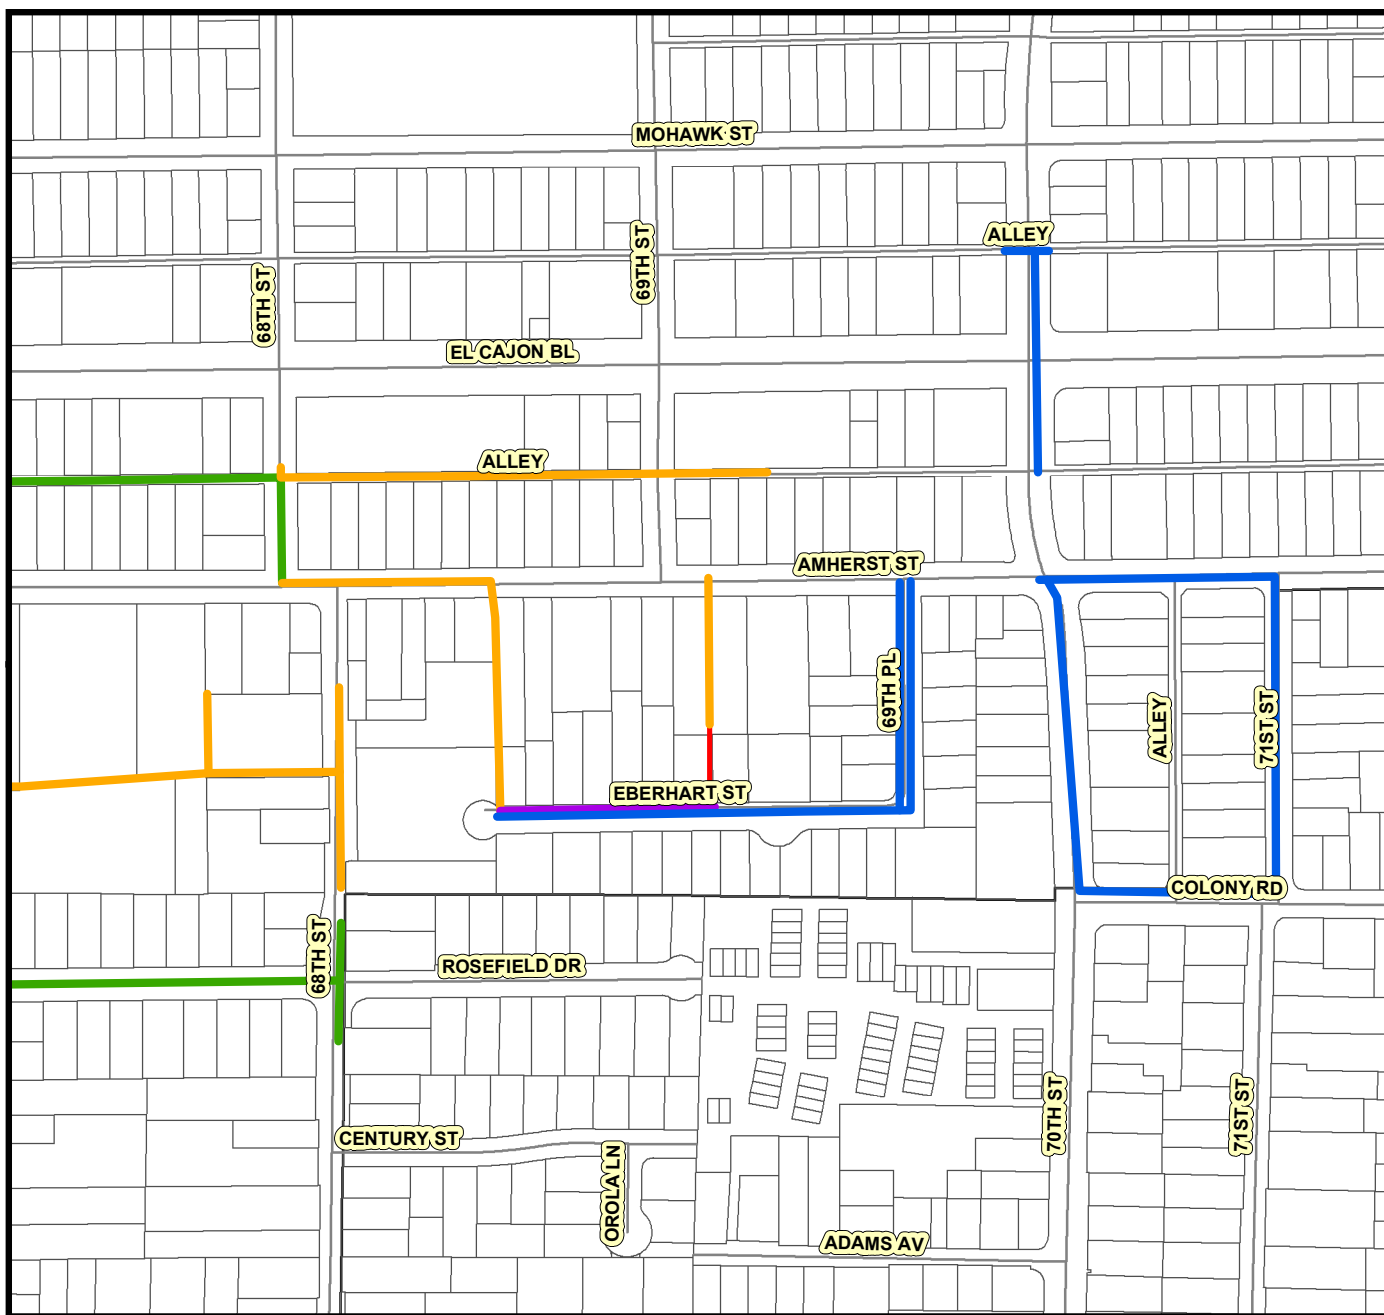 MOHAWK ST
ALLEY
69TH ST
68TH ST
EL CAJON BL
ALLEY
AMHERST ST
69TH PL
ALLEY
71ST ST
EBERHART ST
COLONY RD
68TH ST
ROSEFIELD DR
70TH ST
71ST ST
CENTURY ST
OROLA LN
ADAMS AV